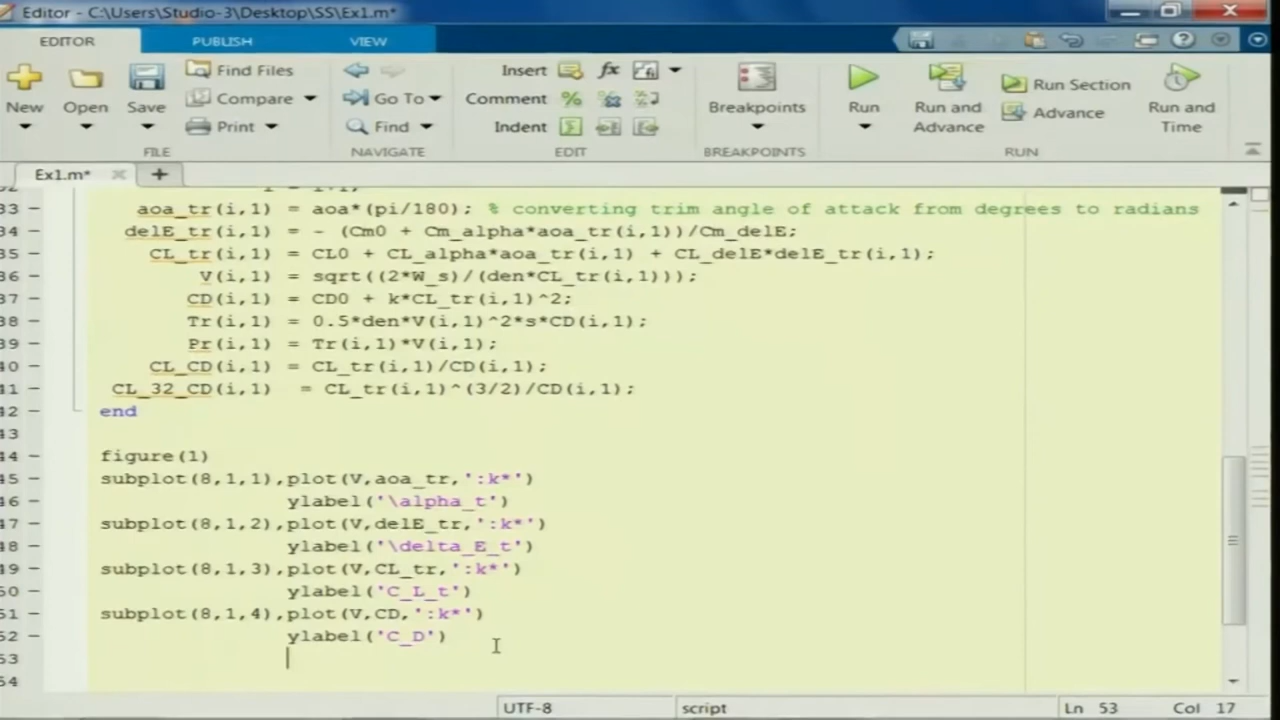 Editor - C:\Users\Studio-3\Desktop\SS\Ex1.m*
EDITOR PUBLISH VIEW
New Open Save Find Files Compare Print
Go To Find
Insert fx
Comment
Indent
Breakpoints
Run Run and Advance Run Section Advance Run and Time
FILE NAVIGATE EDIT BREAKPOINTS RUN
Ex1.m*
33 - aoa_tr(i,1) = aoa*(pi/180); % converting trim angle of attack from degrees to radians
34 - delE_tr(i,1) = - (Cm0 + Cm_alpha*aoa_tr(i,1))/Cm_delE;
35 - CL_tr(i,1) = CL0 + CL_alpha*aoa_tr(i,1) + CL_delE*delE_tr(i,1);
36 - V(i,1) = sqrt((2*W_s)/(den*CL_tr(i,1)));
37 - CD(i,1) = CD0 + k*CL_tr(i,1)^2;
38 - Tr(i,1) = 0.5*den*V(i,1)^2*s*CD(i,1);
39 - Pr(i,1) = Tr(i,1)*V(i,1);
40 - CL_CD(i,1) = CL_tr(i,1)/CD(i,1);
41 - CL_32_CD(i,1) = CL_tr(i,1)^(3/2)/CD(i,1);
42 - end
43
44 - figure(1)
45 - subplot(8,1,1),plot(V,aoa_tr,':k*')
46 - ylabel('\alpha_t')
47 - subplot(8,1,2),plot(V,delE_tr,':k*')
48 - ylabel('\delta_E_t')
49 - subplot(8,1,3),plot(V,CL_tr,':k*')
50 - ylabel('C_L_t')
51 - subplot(8,1,4),plot(V,CD,':k*')
52 - ylabel('C_D')
53
54
UTF-8 script Ln 53 Col 17